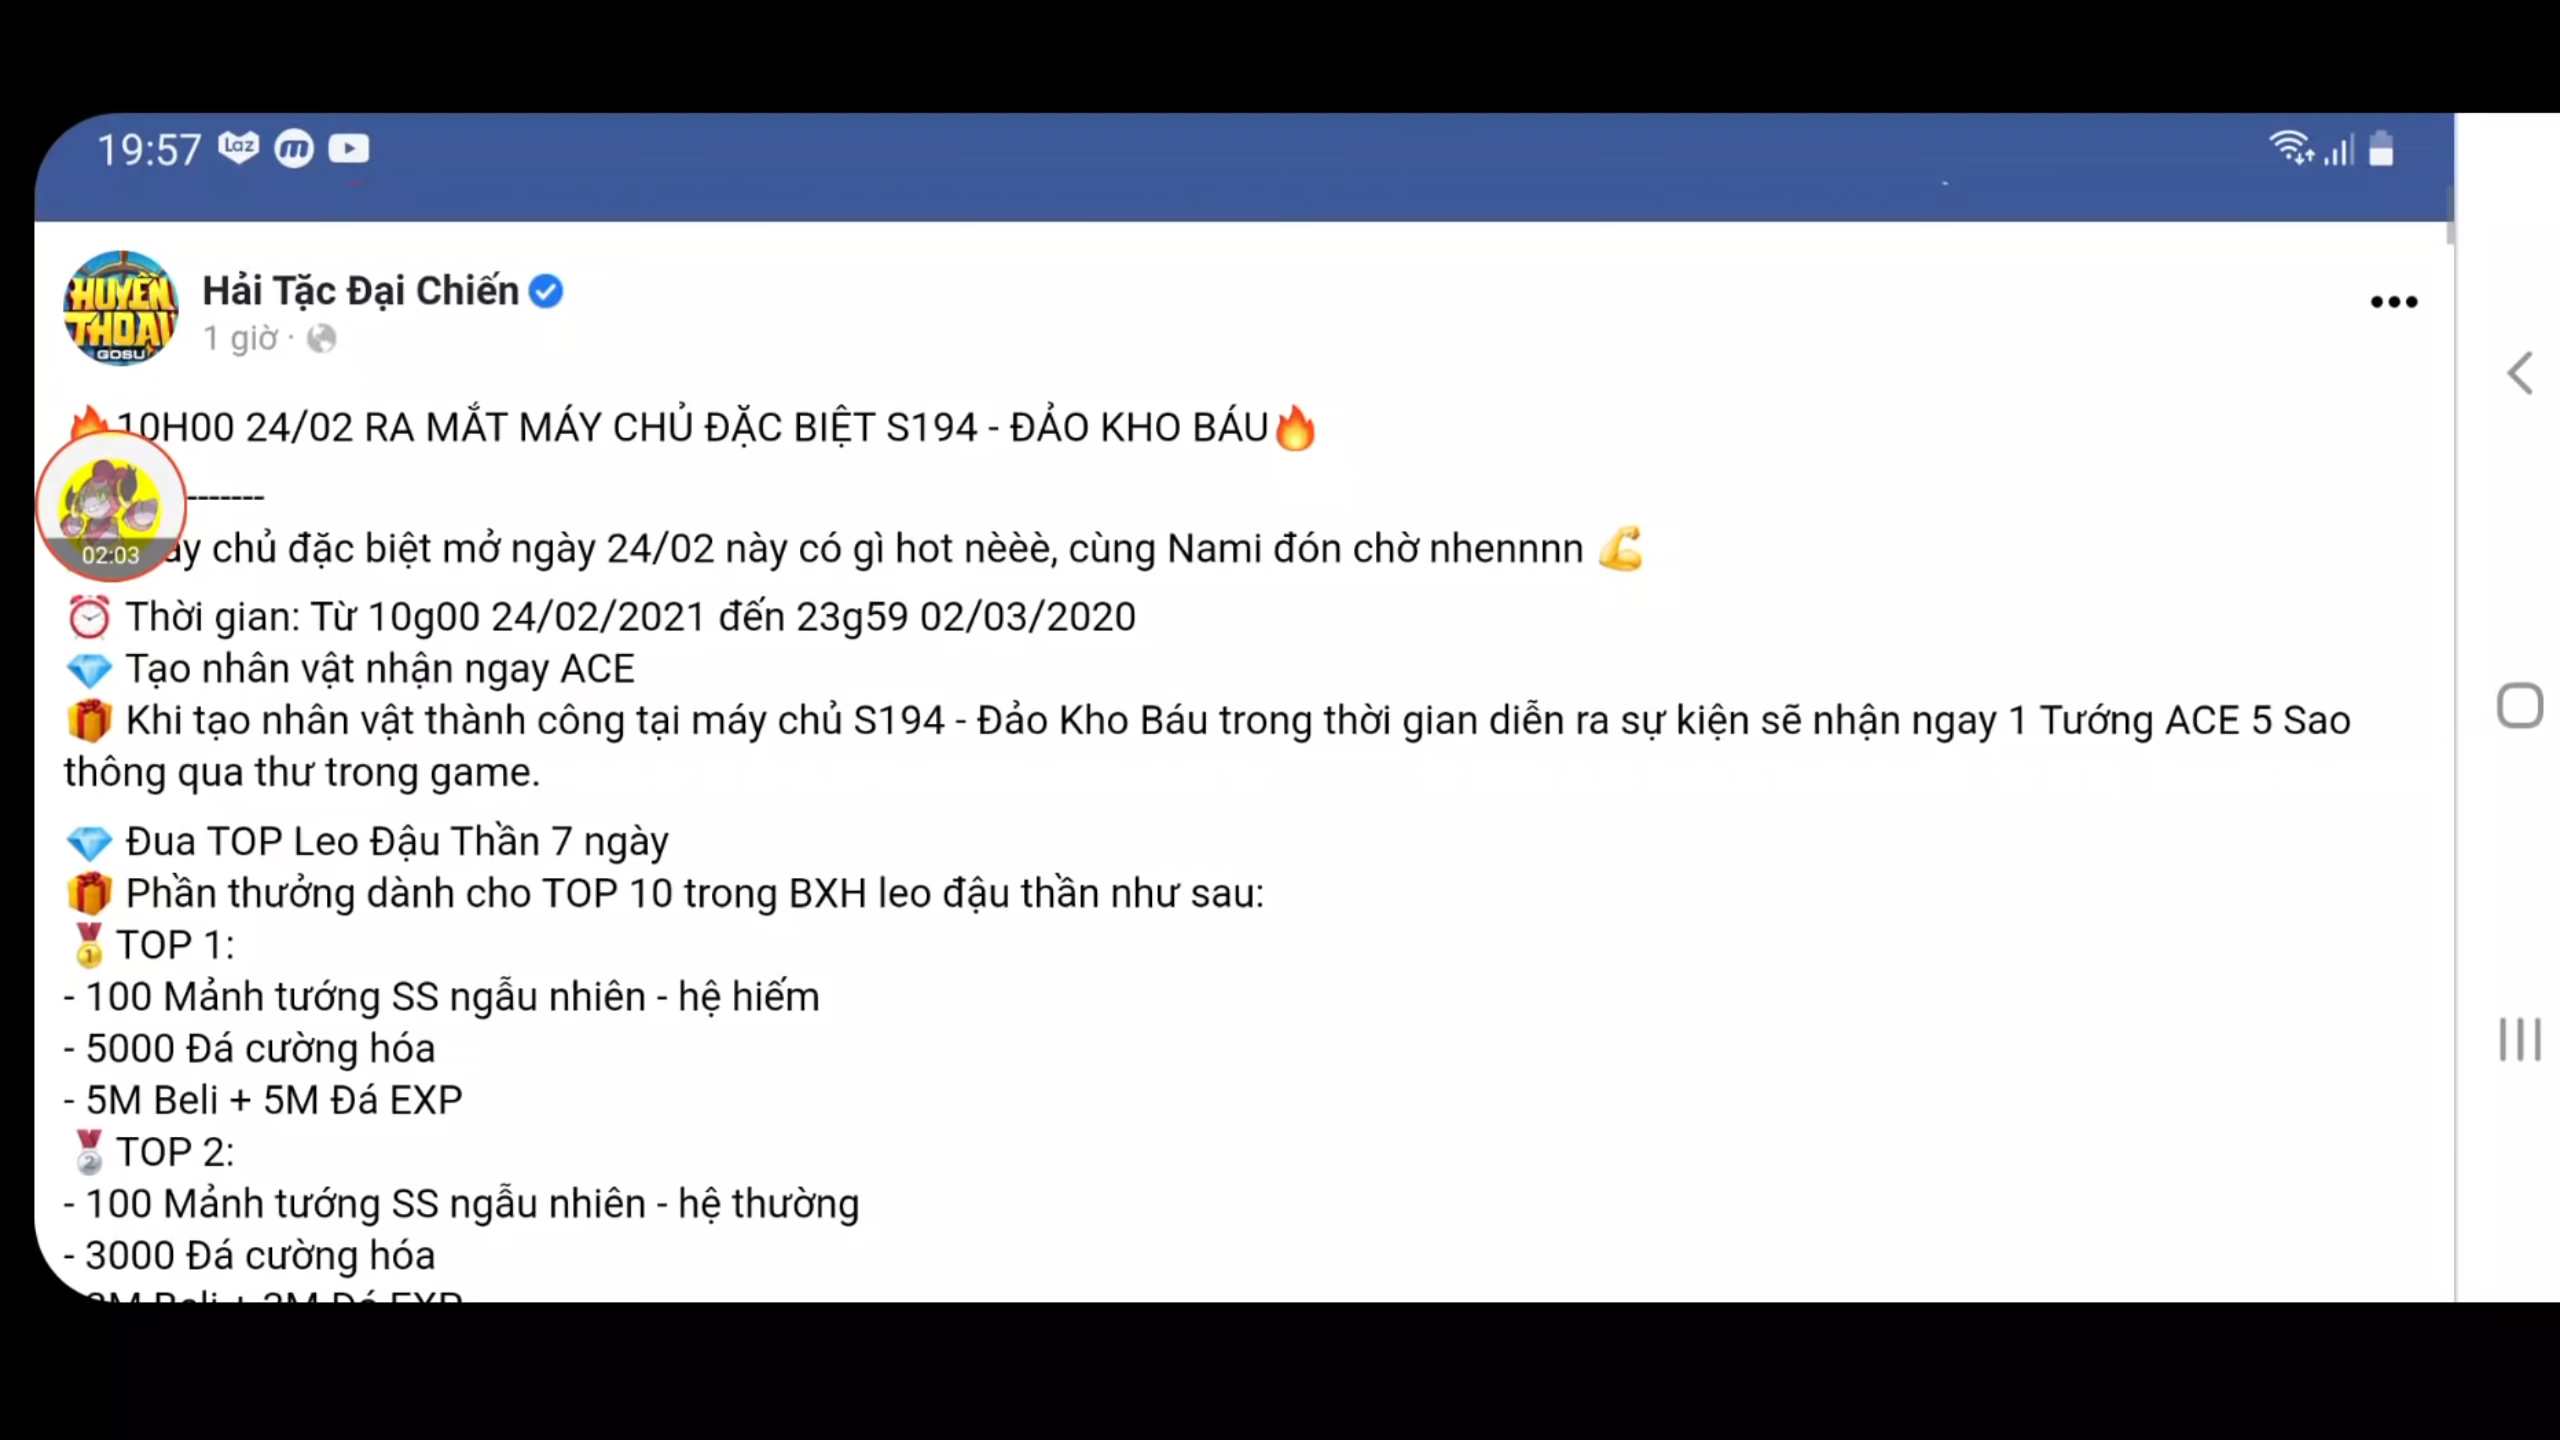 19:57 Laz m
HUYỀN
THOẠI
GOSU
Hải Tặc Đại Chiến
1 giờ ·
🔥10H00 24/02 RA MẮT MÁY CHỦ ĐẶC BIỆT S194 - ĐẢO KHO BÁU🔥
-------
02:03
chủ đặc biệt mở ngày 24/02 này có gì hot nèèè, cùng Nami đón chờ nhennnn 💪
⏰ Thời gian: Từ 10g00 24/02/2021 đến 23g59 02/03/2020
💎 Tạo nhân vật nhận ngay ACE
🎁 Khi tạo nhân vật thành công tại máy chủ S194 - Đảo Kho Báu trong thời gian diễn ra sự kiện sẽ nhận ngay 1 Tướng ACE 5 Sao
thông qua thư trong game.
💎 Đua TOP Leo Đậu Thần 7 ngày
🎁 Phần thưởng dành cho TOP 10 trong BXH leo đậu thần như sau:
🥇TOP 1:
- 100 Mảnh tướng SS ngẫu nhiên - hệ hiếm
- 5000 Đá cường hóa
- 5M Beli + 5M Đá EXP
🥈TOP 2:
- 100 Mảnh tướng SS ngẫu nhiên - hệ thường
- 3000 Đá cường hóa
Beli + Đá EXP